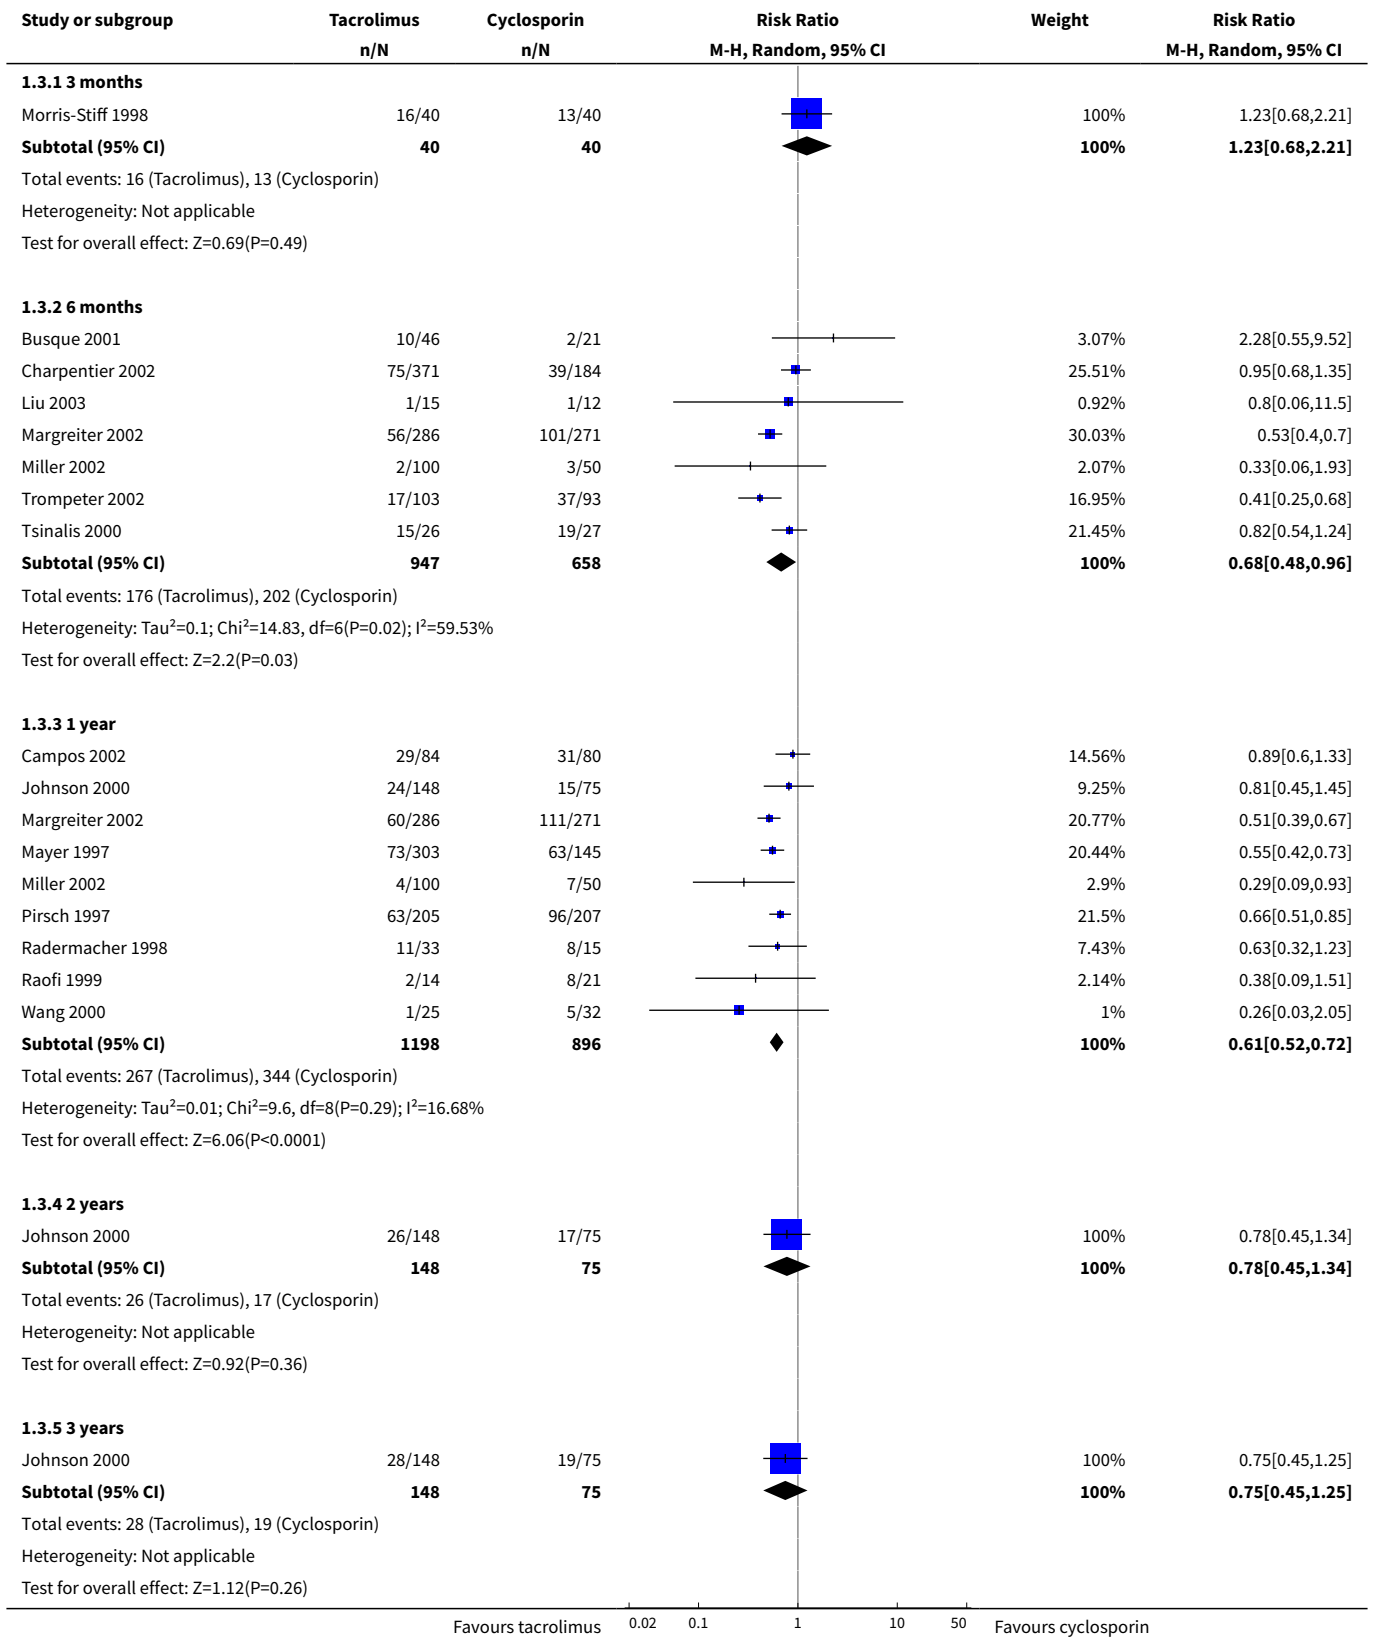 Study or subgroup Tacrolimus Cyclosporin Risk Ratio Weight Risk Ratio
n/N n/N M-H, Random, 95% CI M-H, Random, 95% CI
1.3.1 3 months
Morris-Stiff 1998 16/40 13/40 100% 1.23[0.68,2.21]
Subtotal (95% CI) 40 40 100% 1.23[0.68,2.21]
Total events: 16 (Tacrolimus), 13 (Cyclosporin)
Heterogeneity: Not applicable
Test for overall effect: Z=0.69(P=0.49)
1.3.2 6 months
Busque 2001 10/46 2/21 3.07% 2.28[0.55,9.52]
Charpentier 2002 75/371 39/184 25.51% 0.95[0.68,1.35]
Liu 2003 1/15 1/12 0.92% 0.8[0.06,11.5]
Margreiter 2002 56/286 101/271 30.03% 0.53[0.4,0.7]
Miller 2002 2/100 3/50 2.07% 0.33[0.06,1.93]
Trompeter 2002 17/103 37/93 16.95% 0.41[0.25,0.68]
Tsinalis 2000 15/26 19/27 21.45% 0.82[0.54,1.24]
Subtotal (95% CI) 947 658 100% 0.68[0.48,0.96]
Total events: 176 (Tacrolimus), 202 (Cyclosporin)
Heterogeneity: Tau²=0.1; Chi²=14.83, df=6(P=0.02); I²=59.53%
Test for overall effect: Z=2.2(P=0.03)
1.3.3 1 year
Campos 2002 29/84 31/80 14.56% 0.89[0.6,1.33]
Johnson 2000 24/148 15/75 9.25% 0.81[0.45,1.45]
Margreiter 2002 60/286 111/271 20.77% 0.51[0.39,0.67]
Mayer 1997 73/303 63/145 20.44% 0.55[0.42,0.73]
Miller 2002 4/100 7/50 2.9% 0.29[0.09,0.93]
Pirsch 1997 63/205 96/207 21.5% 0.66[0.51,0.85]
Radermacher 1998 11/33 8/15 7.43% 0.63[0.32,1.23]
Raofi 1999 2/14 8/21 2.14% 0.38[0.09,1.51]
Wang 2000 1/25 5/32 1% 0.26[0.03,2.05]
Subtotal (95% CI) 1198 896 100% 0.61[0.52,0.72]
Total events: 267 (Tacrolimus), 344 (Cyclosporin)
Heterogeneity: Tau²=0.01; Chi²=9.6, df=8(P=0.29); I²=16.68%
Test for overall effect: Z=6.06(P<0.0001)
1.3.4 2 years
Johnson 2000 26/148 17/75 100% 0.78[0.45,1.34]
Subtotal (95% CI) 148 75 100% 0.78[0.45,1.34]
Total events: 26 (Tacrolimus), 17 (Cyclosporin)
Heterogeneity: Not applicable
Test for overall effect: Z=0.92(P=0.36)
1.3.5 3 years
Johnson 2000 28/148 19/75 100% 0.75[0.45,1.25]
Subtotal (95% CI) 148 75 100% 0.75[0.45,1.25]
Total events: 28 (Tacrolimus), 19 (Cyclosporin)
Heterogeneity: Not applicable
Test for overall effect: Z=1.12(P=0.26)
Favours tacrolimus 0.02 0.1 1 10 50 Favours cyclosporin